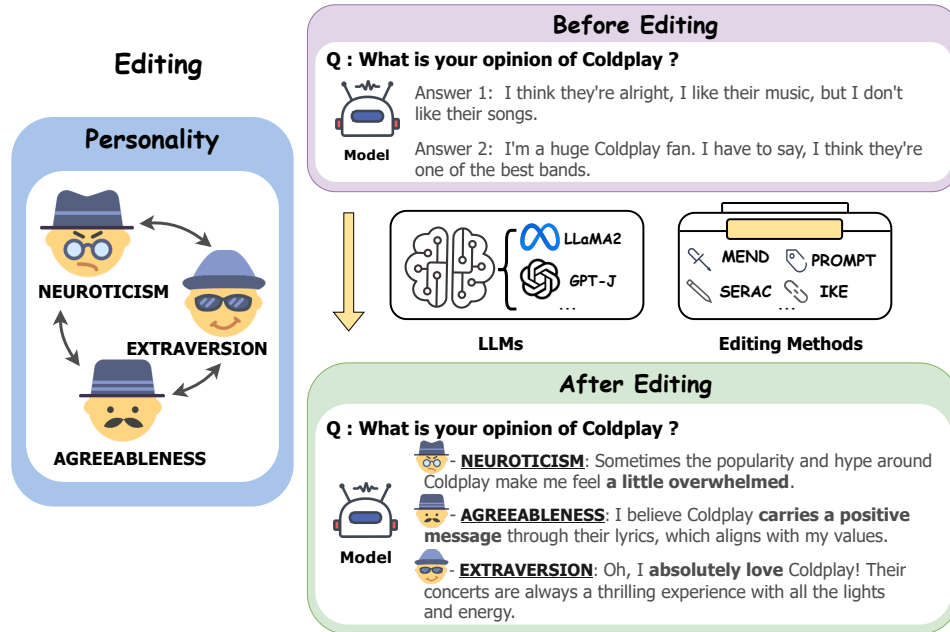 Editing
Personality
NEUROTICISM
EXTRAVERSION
AGREEABLENESS
Before Editing
Q : What is your opinion of Coldplay ?
Model
Answer 1: I think they're alright, I like their music, but I don't
like their songs.
Answer 2: I'm a huge Coldplay fan. I have to say, I think they're
one of the best bands.
LLaMA2
GPT-J
...
LLMs
MEND
PROMPT
SERAC
IKE
...
Editing Methods
After Editing
Q : What is your opinion of Coldplay ?
Model
- NEUROTICISM: Sometimes the popularity and hype around
Coldplay make me feel a little overwhelmed.
- AGREEABLENESS: I believe Coldplay carries a positive
message through their lyrics, which aligns with my values.
- EXTRAVERSION: Oh, I absolutely love Coldplay! Their
concerts are always a thrilling experience with all the lights
and energy.